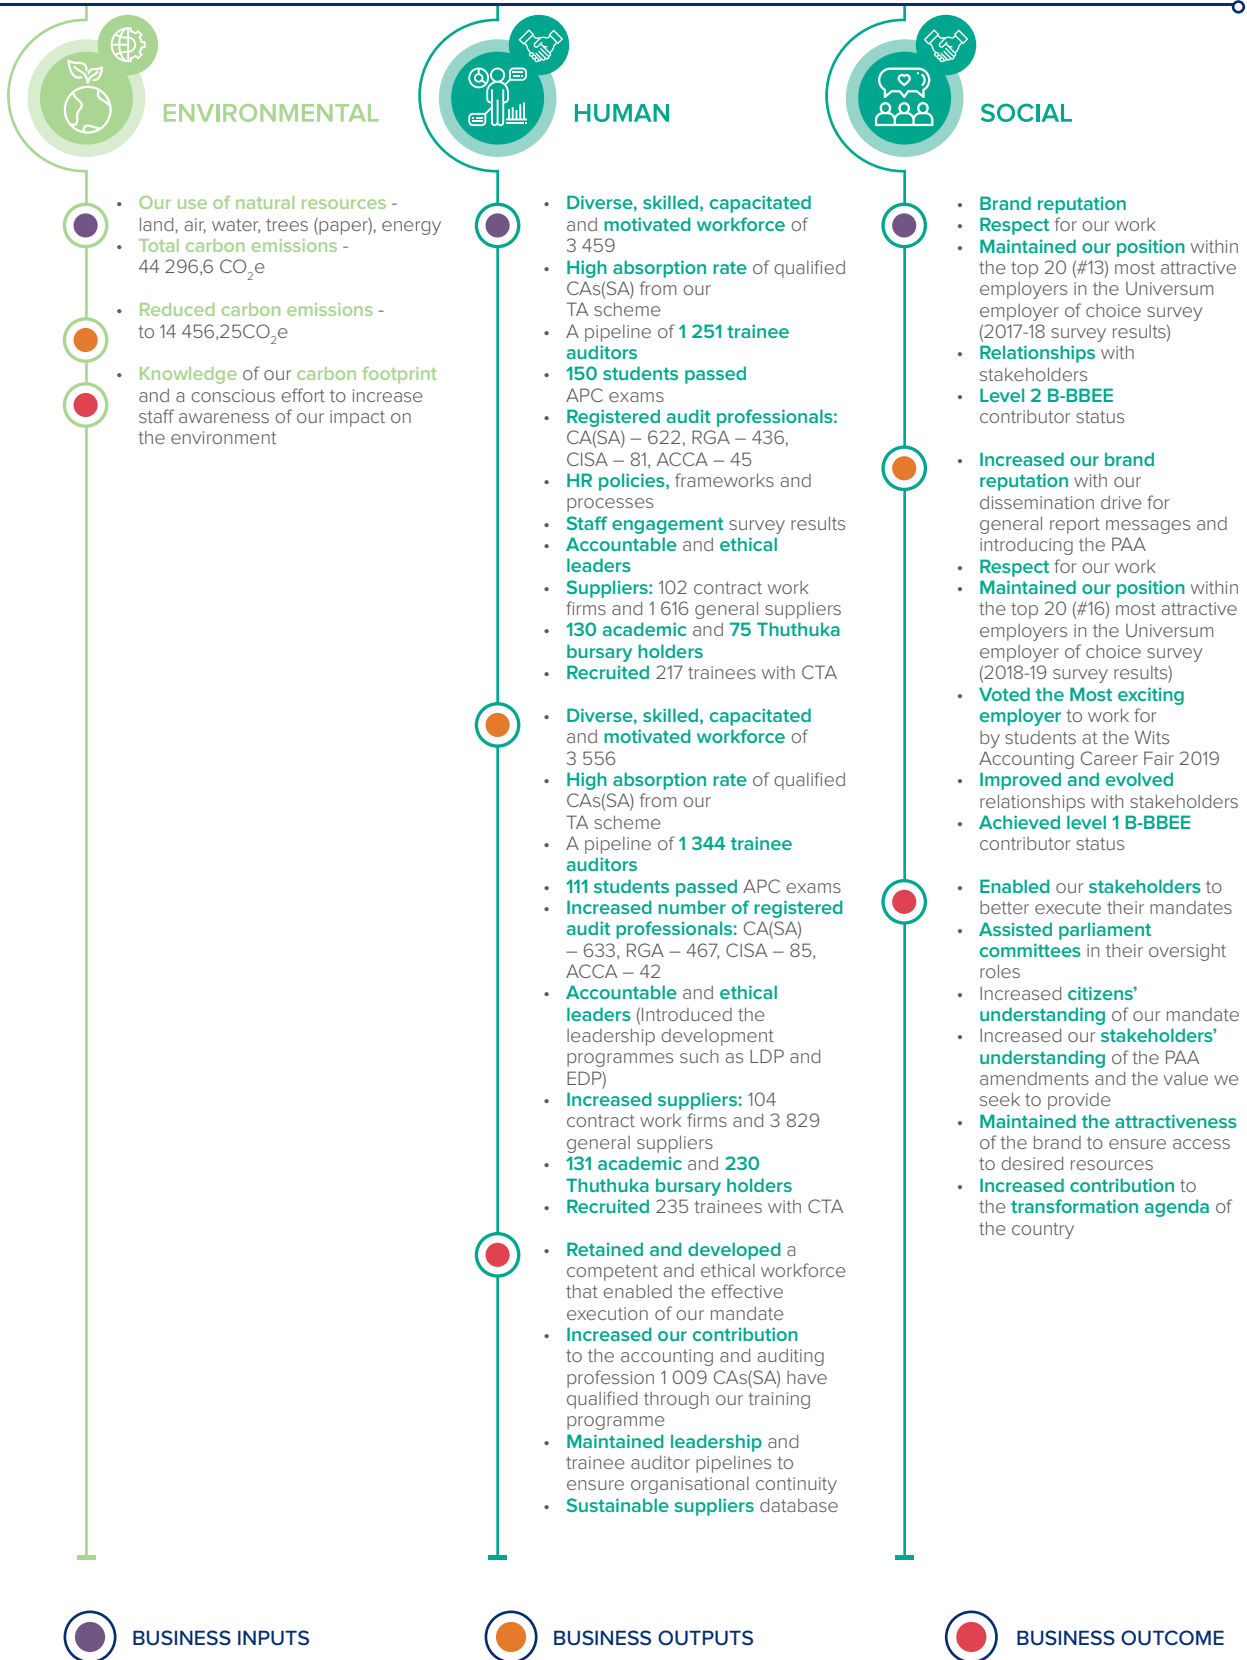 ENVIRONMENTAL
• Our use of natural resources -
land, air, water, trees (paper), energy
• Total carbon emissions -
44 296,6 CO₂e
• Reduced carbon emissions -
to 14 456,25CO₂e
• Knowledge of our carbon footprint
and a conscious effort to increase
staff awareness of our impact on
the environment
HUMAN
• Diverse, skilled, capacitated
and motivated workforce of
3 459
• High absorption rate of qualified
CAs(SA) from our
TA scheme
• A pipeline of 1 251 trainee
auditors
• 150 students passed
APC exams
• Registered audit professionals:
CA(SA) – 622, RGA – 436,
CISA – 81, ACCA – 45
• HR policies, frameworks and
processes
• Staff engagement survey results
• Accountable and ethical
leaders
• Suppliers: 102 contract work
firms and 1 616 general suppliers
• 130 academic and 75 Thuthuka
bursary holders
• Recruited 217 trainees with CTA
• Diverse, skilled, capacitated
and motivated workforce of
3 556
• High absorption rate of qualified
CAs(SA) from our
TA scheme
• A pipeline of 1 344 trainee
auditors
• 111 students passed APC exams
• Increased number of registered
audit professionals: CA(SA)
– 633, RGA – 467, CISA – 85,
ACCA – 42
• Accountable and ethical
leaders (Introduced the
leadership development
programmes such as LDP and
EDP)
• Increased suppliers: 104
contract work firms and 3 829
general suppliers
• 131 academic and 230
Thuthuka bursary holders
• Recruited 235 trainees with CTA
• Retained and developed a
competent and ethical workforce
that enabled the effective
execution of our mandate
• Increased our contribution
to the accounting and auditing
profession 1 009 CAs(SA) have
qualified through our training
programme
• Maintained leadership and
trainee auditor pipelines to
ensure organisational continuity
• Sustainable suppliers database
SOCIAL
• Brand reputation
• Respect for our work
• Maintained our position within
the top 20 (#13) most attractive
employers in the Universum
employer of choice survey
(2017-18 survey results)
• Relationships with
stakeholders
• Level 2 B-BBEE
contributor status
• Increased our brand
reputation with our
dissemination drive for
general report messages and
introducing the PAA
• Respect for our work
• Maintained our position within
the top 20 (#16) most attractive
employers in the Universum
employer of choice survey
(2018-19 survey results)
• Voted the Most exciting
employer to work for
by students at the Wits
Accounting Career Fair 2019
• Improved and evolved
relationships with stakeholders
• Achieved level 1 B-BBEE
contributor status
• Enabled our stakeholders to
better execute their mandates
• Assisted parliament
committees in their oversight
roles
• Increased citizens'
understanding of our mandate
• Increased our stakeholders'
understanding of the PAA
amendments and the value we
seek to provide
• Maintained the attractiveness
of the brand to ensure access
to desired resources
• Increased contribution to
the transformation agenda of
the country
BUSINESS INPUTS
BUSINESS OUTPUTS
BUSINESS OUTCOME